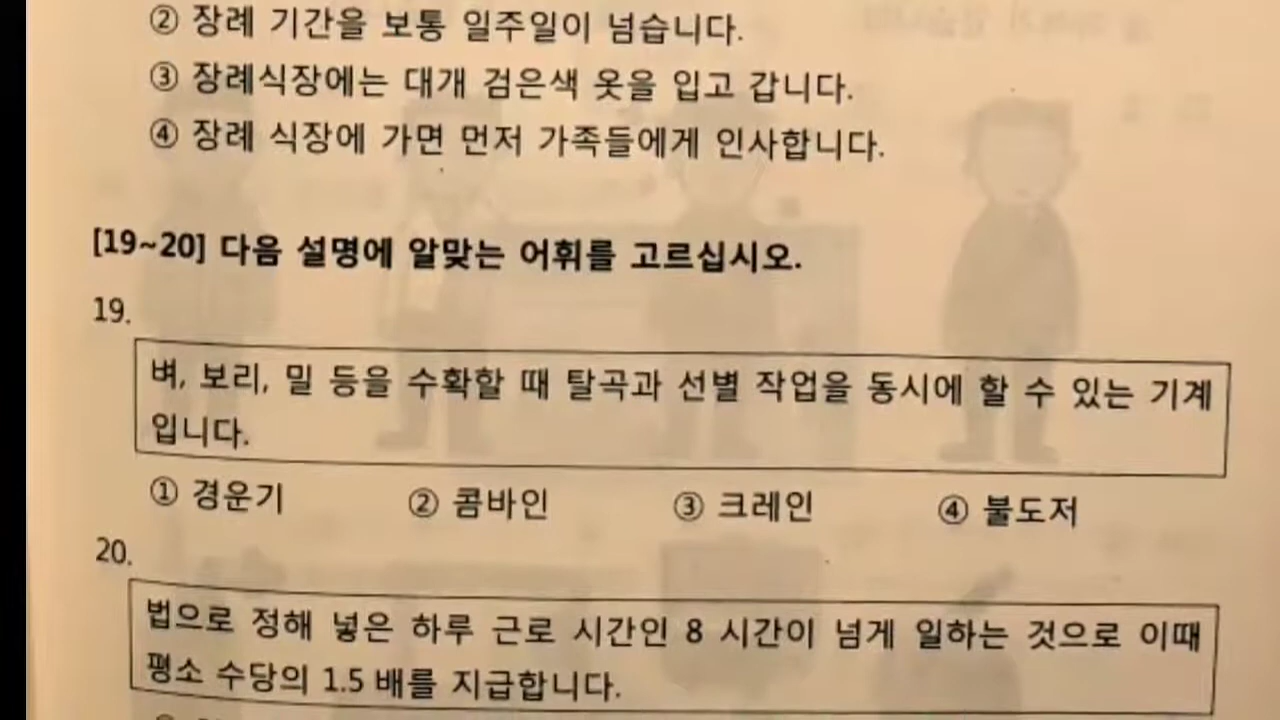 ② 장례 기간을 보통 일주일이 넘습니다.
③ 장례식장에는 대개 검은색 옷을 입고 갑니다.
④ 장례 식장에 가면 먼저 가족들에게 인사합니다.
[19~20] 다음 설명에 알맞는 어휘를 고르십시오.
19.
벼, 보리, 밀 등을 수확할 때 탈곡과 선별 작업을 동시에 할 수 있는 기계
입니다.
① 경운기 ② 콤바인 ③ 크레인 ④ 불도저
20.
법으로 정해 넣은 하루 근로 시간인 8 시간이 넘게 일하는 것으로 이때
평소 수당의 1.5 배를 지급합니다.